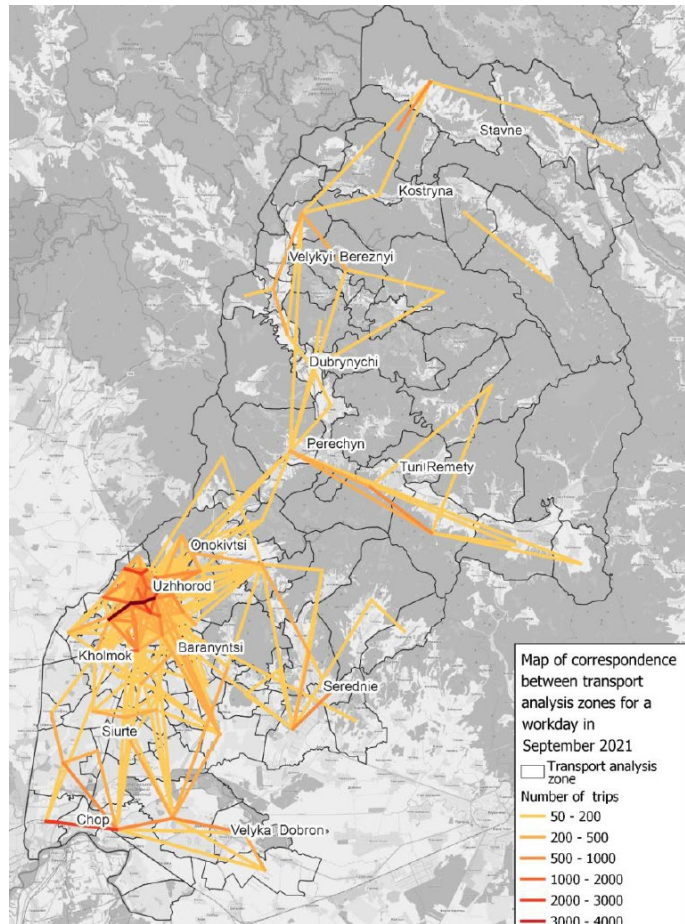 Stavne
Kostryna
Velykyi Bereznyi
Dubrynychi
Perechyn
Turi Remety
Onokivtsi
Uzhhorod
Kholmok
Baranyntsi
Serednie
Siurte
Chop
Velyka Dobron
Map of correspondence
between transport
analysis zones for a
workday in
September 2021
Transport analysis
zone
Number of trips
50 - 200
200 - 500
500 - 1000
1000 - 2000
2000 - 3000
3000 - 4000